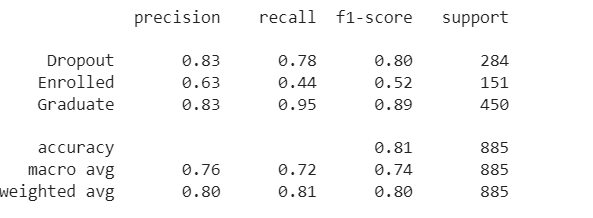 precision recall f1-score support
Dropout 0.83 0.78 0.80 284
Enrolled 0.63 0.44 0.52 151
Graduate 0.83 0.95 0.89 450
accuracy 0.81 885
macro avg 0.76 0.72 0.74 885
weighted avg 0.80 0.81 0.80 885